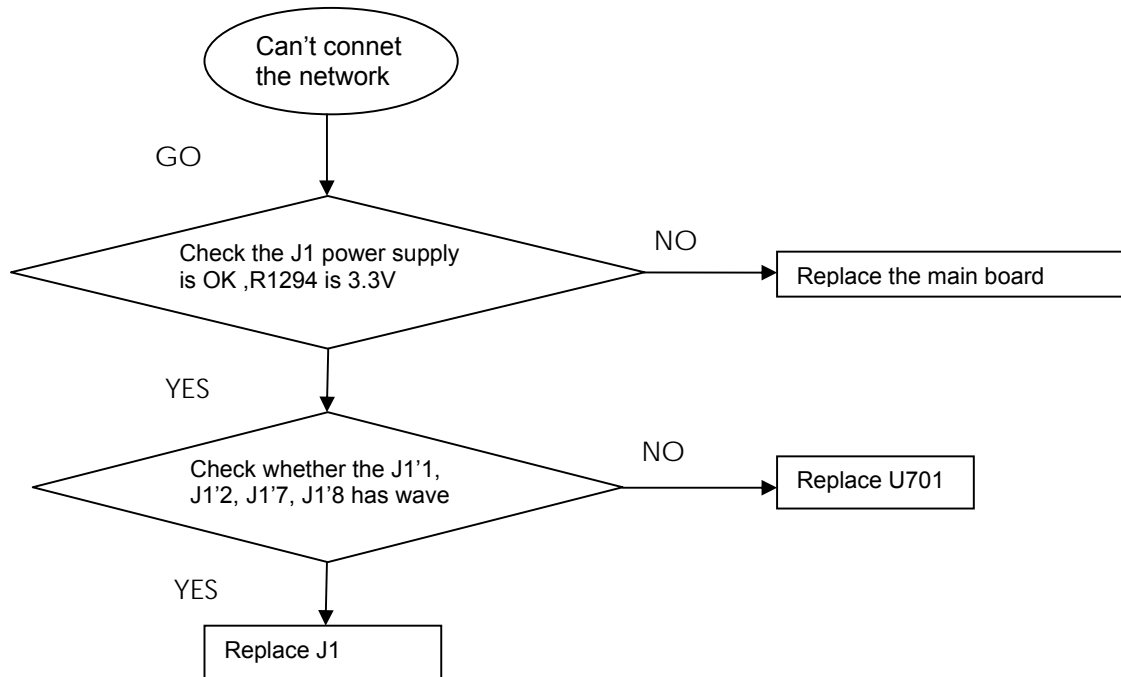 Can't connet
the network
GO
Check the J1 power supply
is OK ,R1294 is 3.3V
NO
Replace the main board
YES
Check whether the J1'1,
J1'2, J1'7, J1'8 has wave
NO
Replace U701
YES
Replace J1